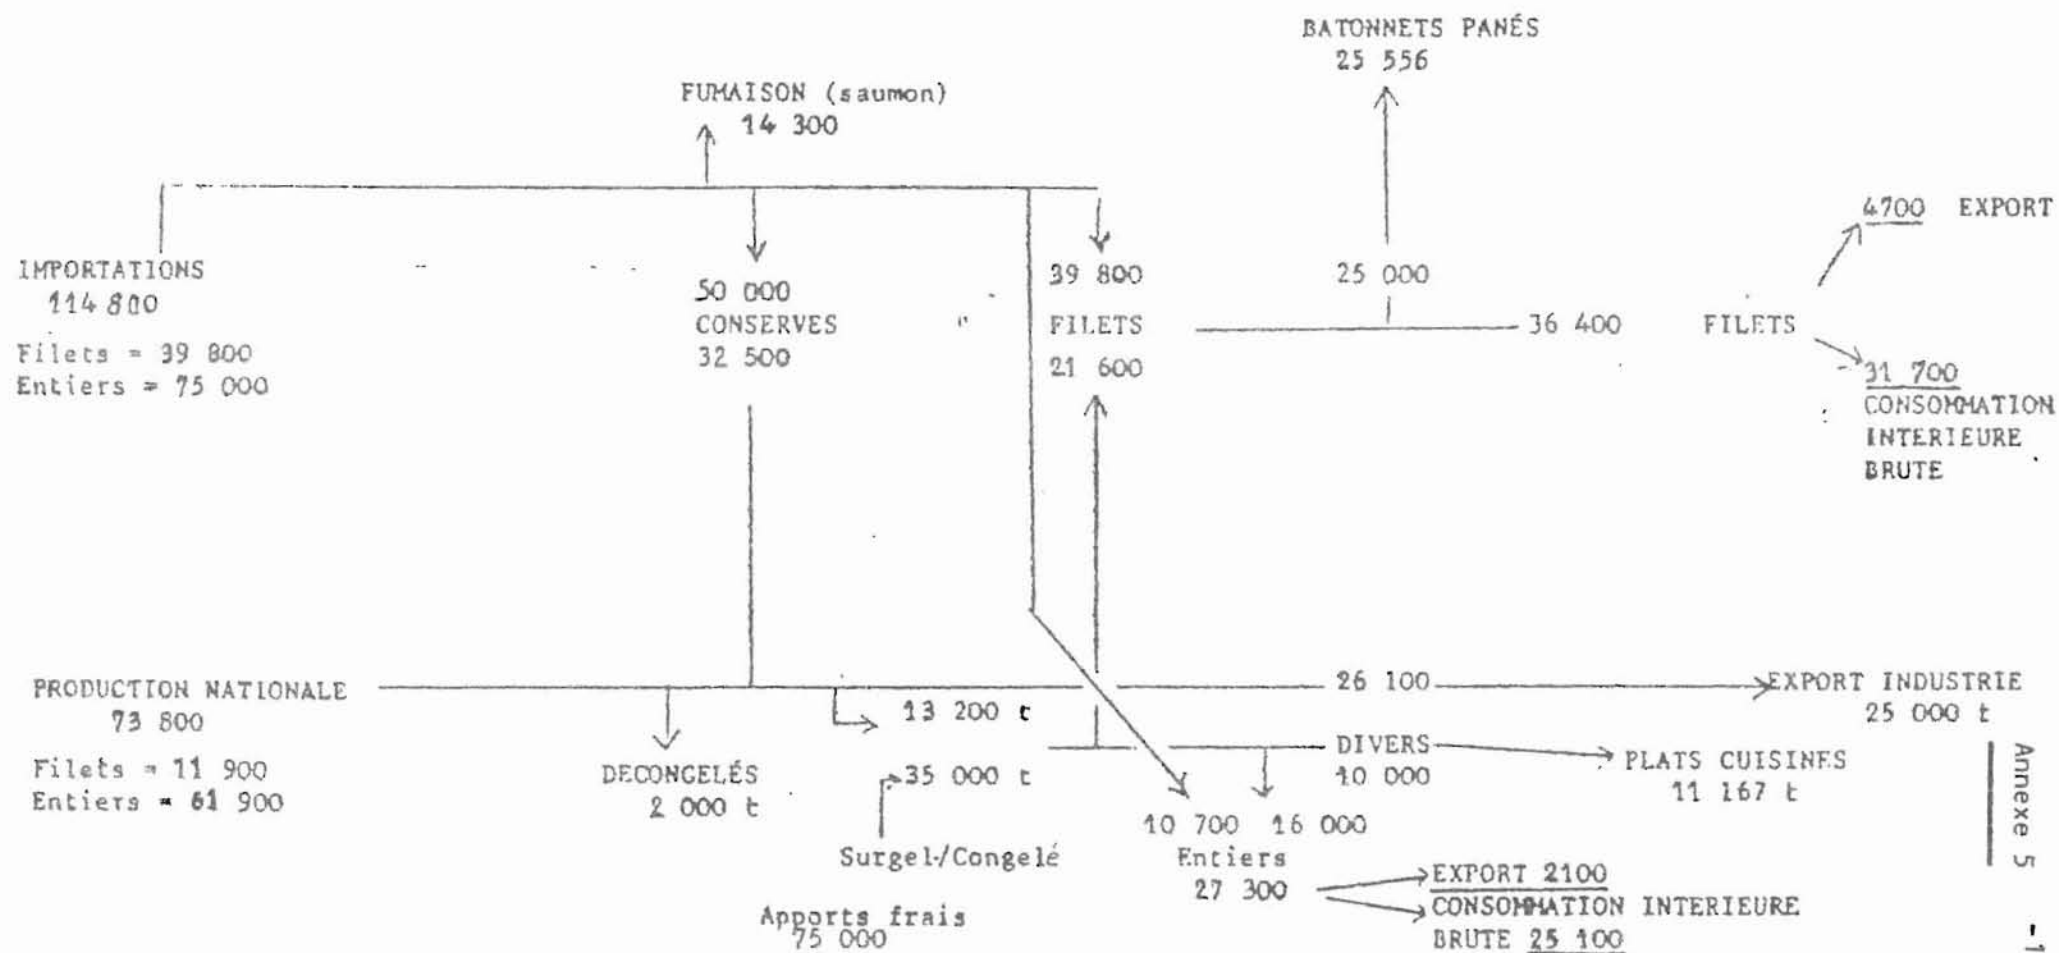 BATONNETS PANÉS
25 556
FUMAISON (saumon)
14 300
4700 EXPORT
IMPORTATIONS
114 800
Filets = 39 800
Entiers = 75 000
50 000
CONSERVES
32 500
39 800
FILETS
21 600
25 000
36 400
FILETS
31 700
CONSOMMATION
INTERIEURE
BRUTE
PRODUCTION NATIONALE
73 800
Filets = 11 900
Entiers = 61 900
DECONGELÉS
2 000 t
13 200 t
35 000 t
Surgel-/Congelé
Apports frais
75 000
26 100
EXPORT INDUSTRIE
25 000 t
DIVERS
10 000
PLATS CUISINES
11 167 t
10 700 16 000
Entiers
27 300
EXPORT 2100
CONSOMMATION INTERIEURE
BRUTE 25 100
Annexe 5